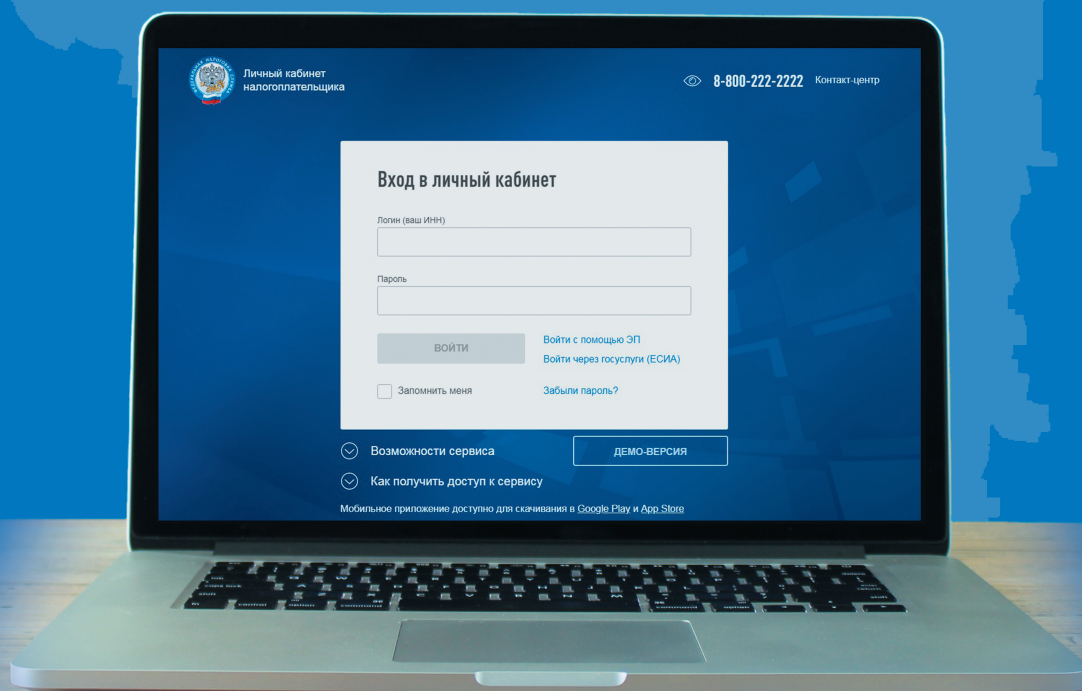 Личный кабинет
налогоплательщика
8-800-222-2222 Контакт-центр
Вход в личный кабинет
Логин (ваш ИНН)
Пароль
ВОЙТИ
Войти с помощью ЭП
Войти через госуслуги (ЕСИА)
Запомнить меня
Забыли пароль?
Возможности сервиса
ДЕМО-ВЕРСИЯ
Как получить доступ к сервису
Мобильное приложение доступно для скачивания в Google Play и App Store